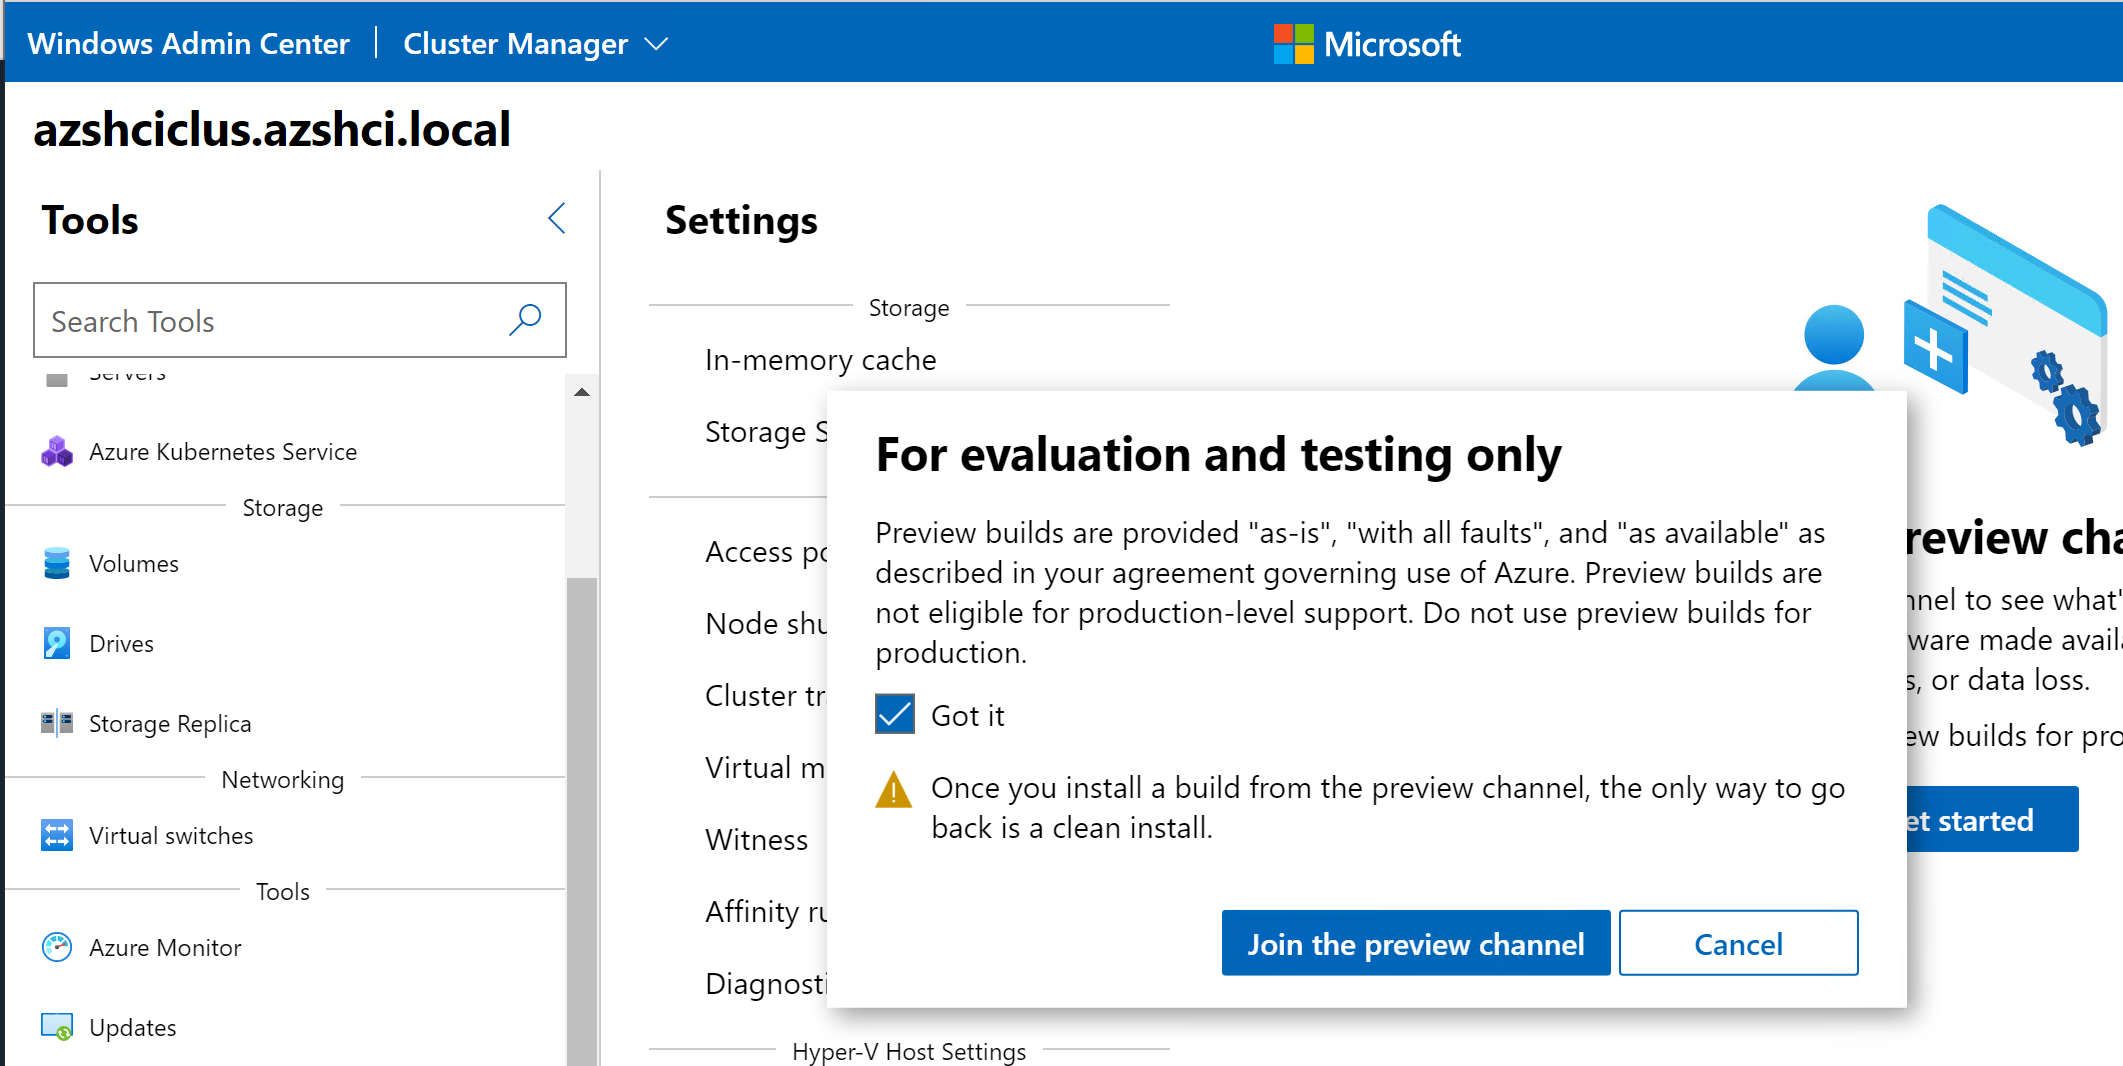 Windows Admin Center
Cluster Manager
Microsoft
azshciclus.azshci.local
Tools
Search Tools
Servers
Azure Kubernetes Service
Storage
Volumes
Drives
Storage Replica
Networking
Virtual switches
Tools
Azure Monitor
Updates
Settings
Storage
In-memory cache
Storage S
Access po
Node shu
Cluster tr
Virtual m
Witness
Affinity ru
Diagnosti
Hyper-V Host Settings
For evaluation and testing only
Preview builds are provided "as-is", "with all faults", and "as available" as
described in your agreement governing use of Azure. Preview builds are
not eligible for production-level support. Do not use preview builds for
production.
Got it
Once you install a build from the preview channel, the only way to go
back is a clean install.
Join the preview channel
Cancel
review cha
nnel to see what'
ware made avail
s, or data loss.
ew builds for pro
et started